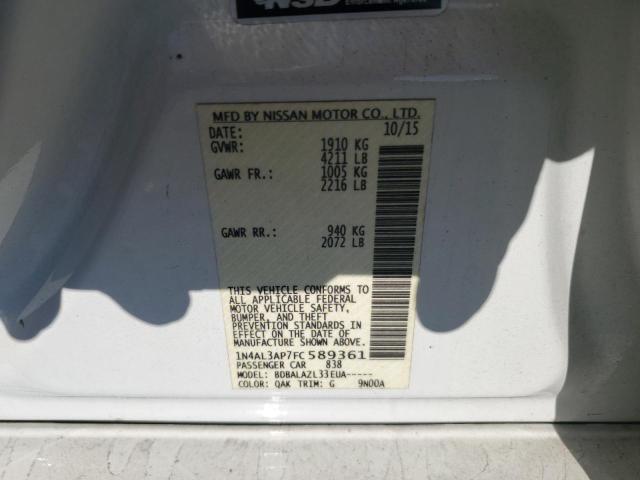 NSD
MFD BY NISSAN MOTOR CO., LTD.
DATE: 10/15
GVWR: 1910 KG
4211 LB
GAWR FR.: 1005 KG
2216 LB
GAWR RR.: 940 KG
2072 LB
THIS VEHICLE CONFORMS TO
ALL APPLICABLE FEDERAL
MOTOR VEHICLE SAFETY,
BUMPER, AND THEFT
PREVENTION STANDARDS IN
EFFECT ON THE DATE OF
MANUFACTURE SHOWN ABOVE.
1N4AL3AP7FC589361
PASSENGER CAR 838
MODEL: BDBALAZL33EUA-----
COLOR: QAK TRIM: G 9N00A